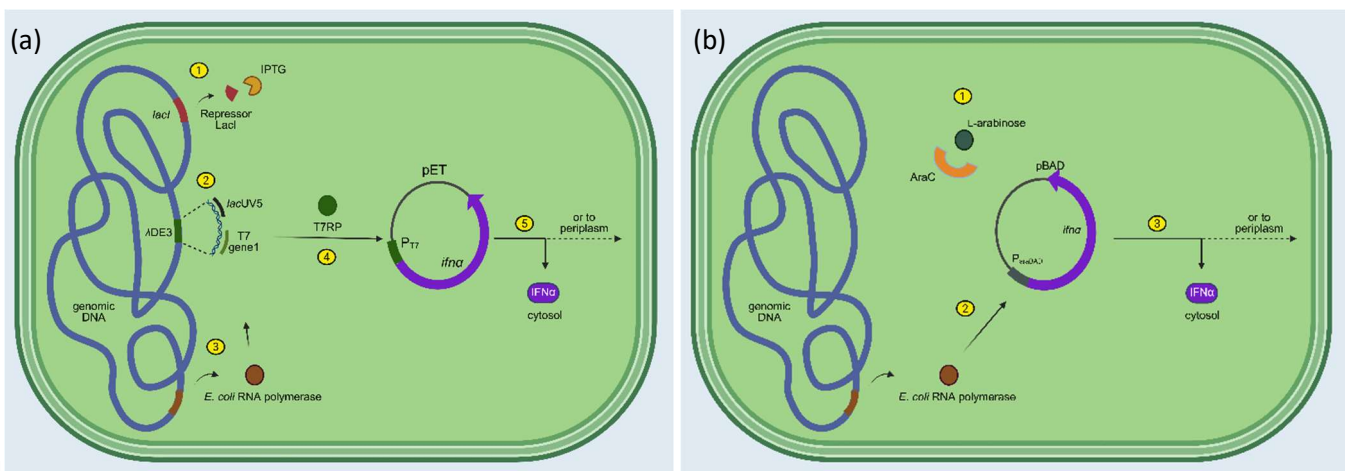 (a)
1
IPTG
lacI
Repressor
LacI
2
lacUV5
λDE3
T7
gene1
T7RP
4
pET
PT7
ifnα
5
or to
periplasm
IFNα
cytosol
genomic
DNA
3
E. coli RNA polymerase
(b)
1
L-arabinose
AraC
pBAD
ParaBAD
ifnα
3
or to
periplasm
IFNα
cytosol
genomic
DNA
2
E. coli RNA polymerase